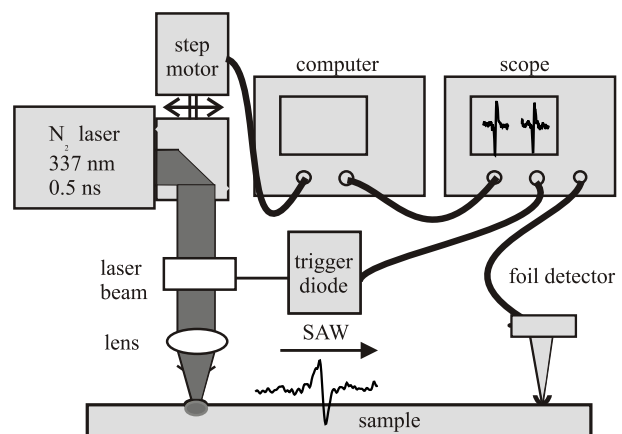 step
motor
computer
scope
N₂ laser
337 nm
0.5 ns
laser
beam
trigger
diode
foil detector
lens
SAW
sample